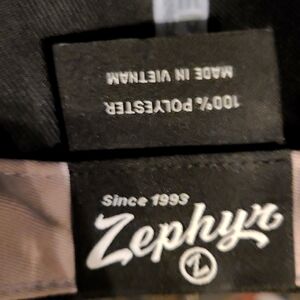 100% POLYESTER
MADE IN VIETNAM
Since 1993
Zephyr
Z